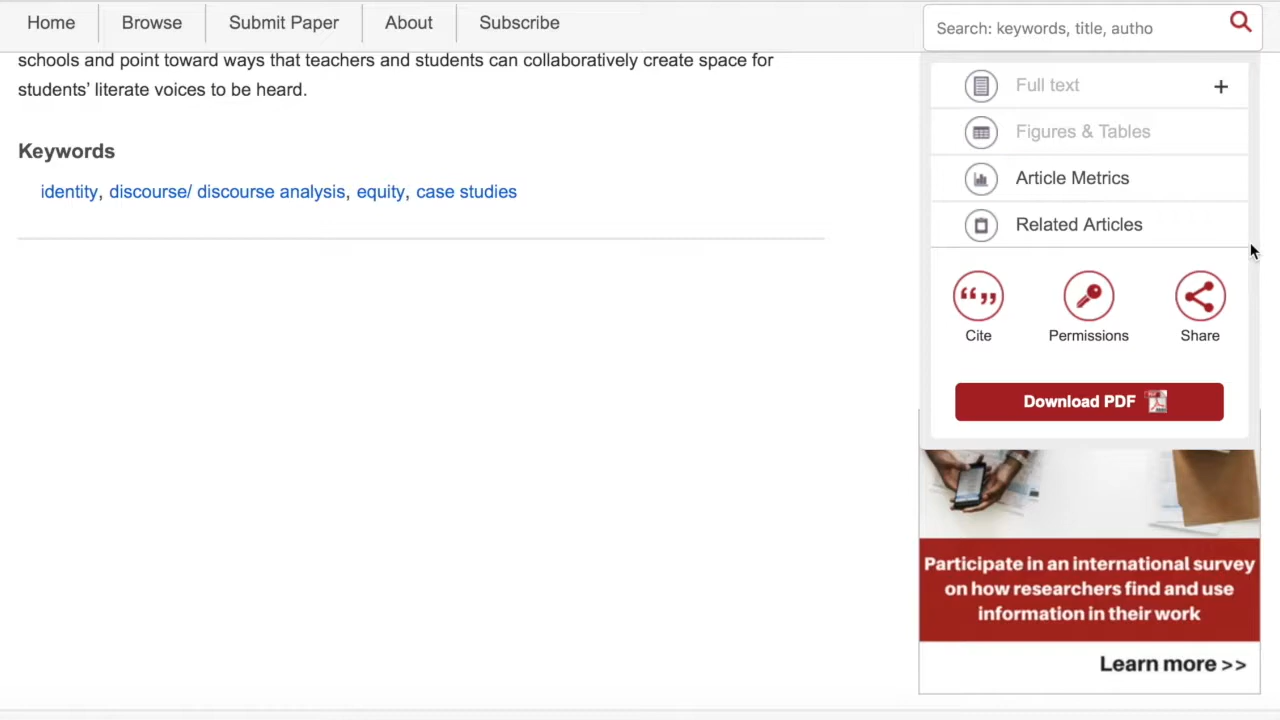 Home Browse Submit Paper About Subscribe
Search: keywords, title, autho
schools and point toward ways that teachers and students can collaboratively create space for
students' literate voices to be heard.
Keywords
identity, discourse/ discourse analysis, equity, case studies
Full text +
Figures & Tables
Article Metrics
Related Articles
Cite Permissions Share
Download PDF
Participate in an international survey
on how researchers find and use
information in their work
Learn more >>